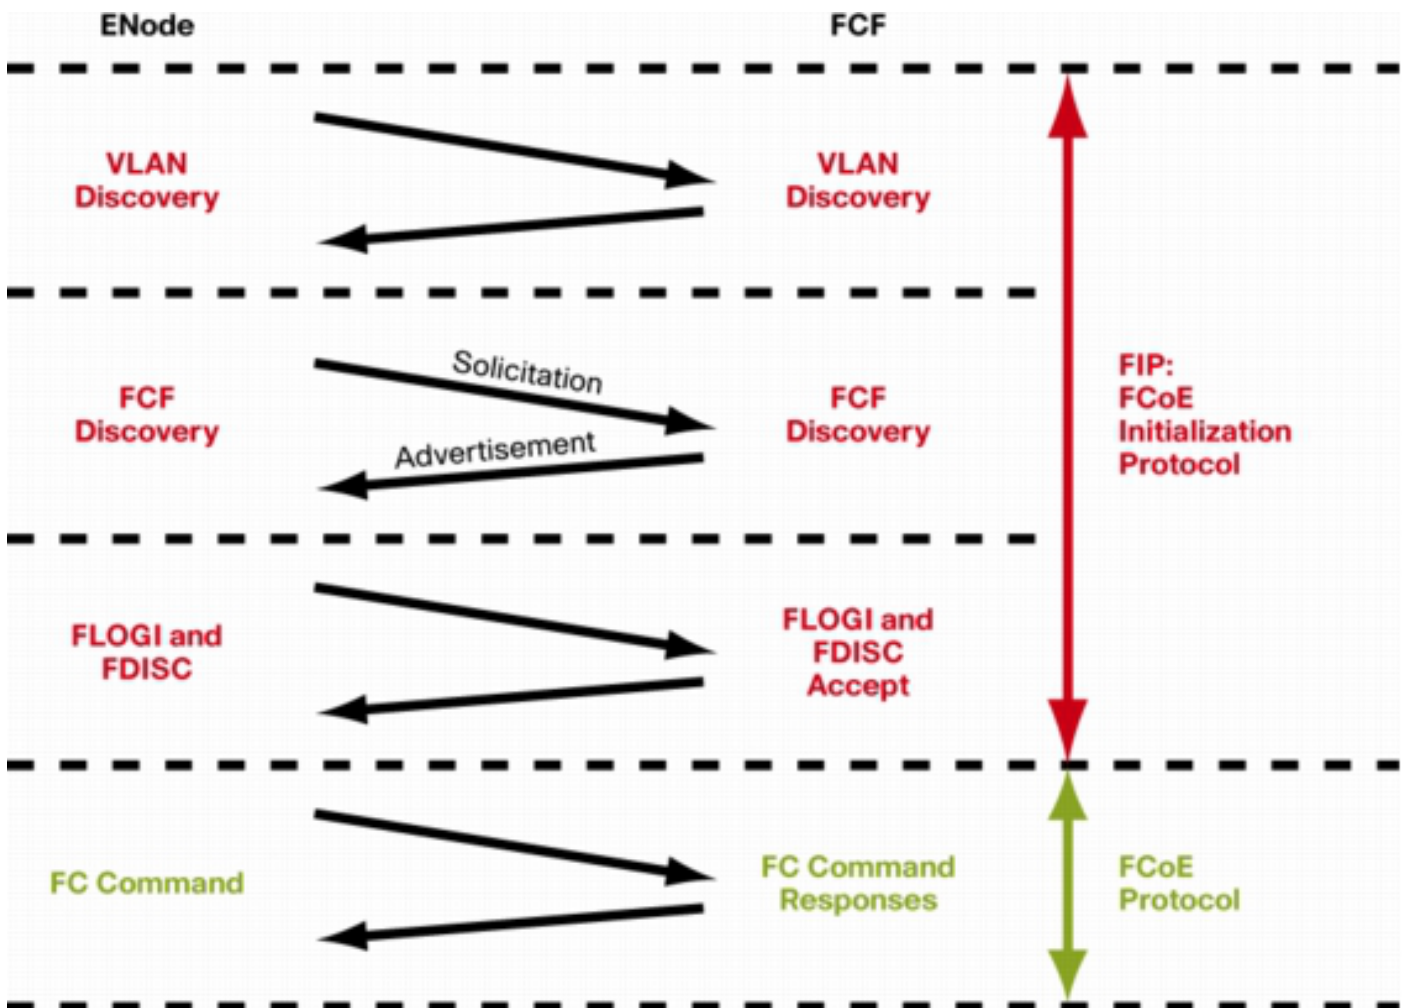 ENode
FCF
VLAN
Discovery
VLAN
Discovery
FCF
Discovery
Solicitation
Advertisement
FCF
Discovery
FIP:
FCoE
Initialization
Protocol
FLOGI and
FDISC
FLOGI and
FDISC
Accept
FC Command
FC Command
Responses
FCoE
Protocol